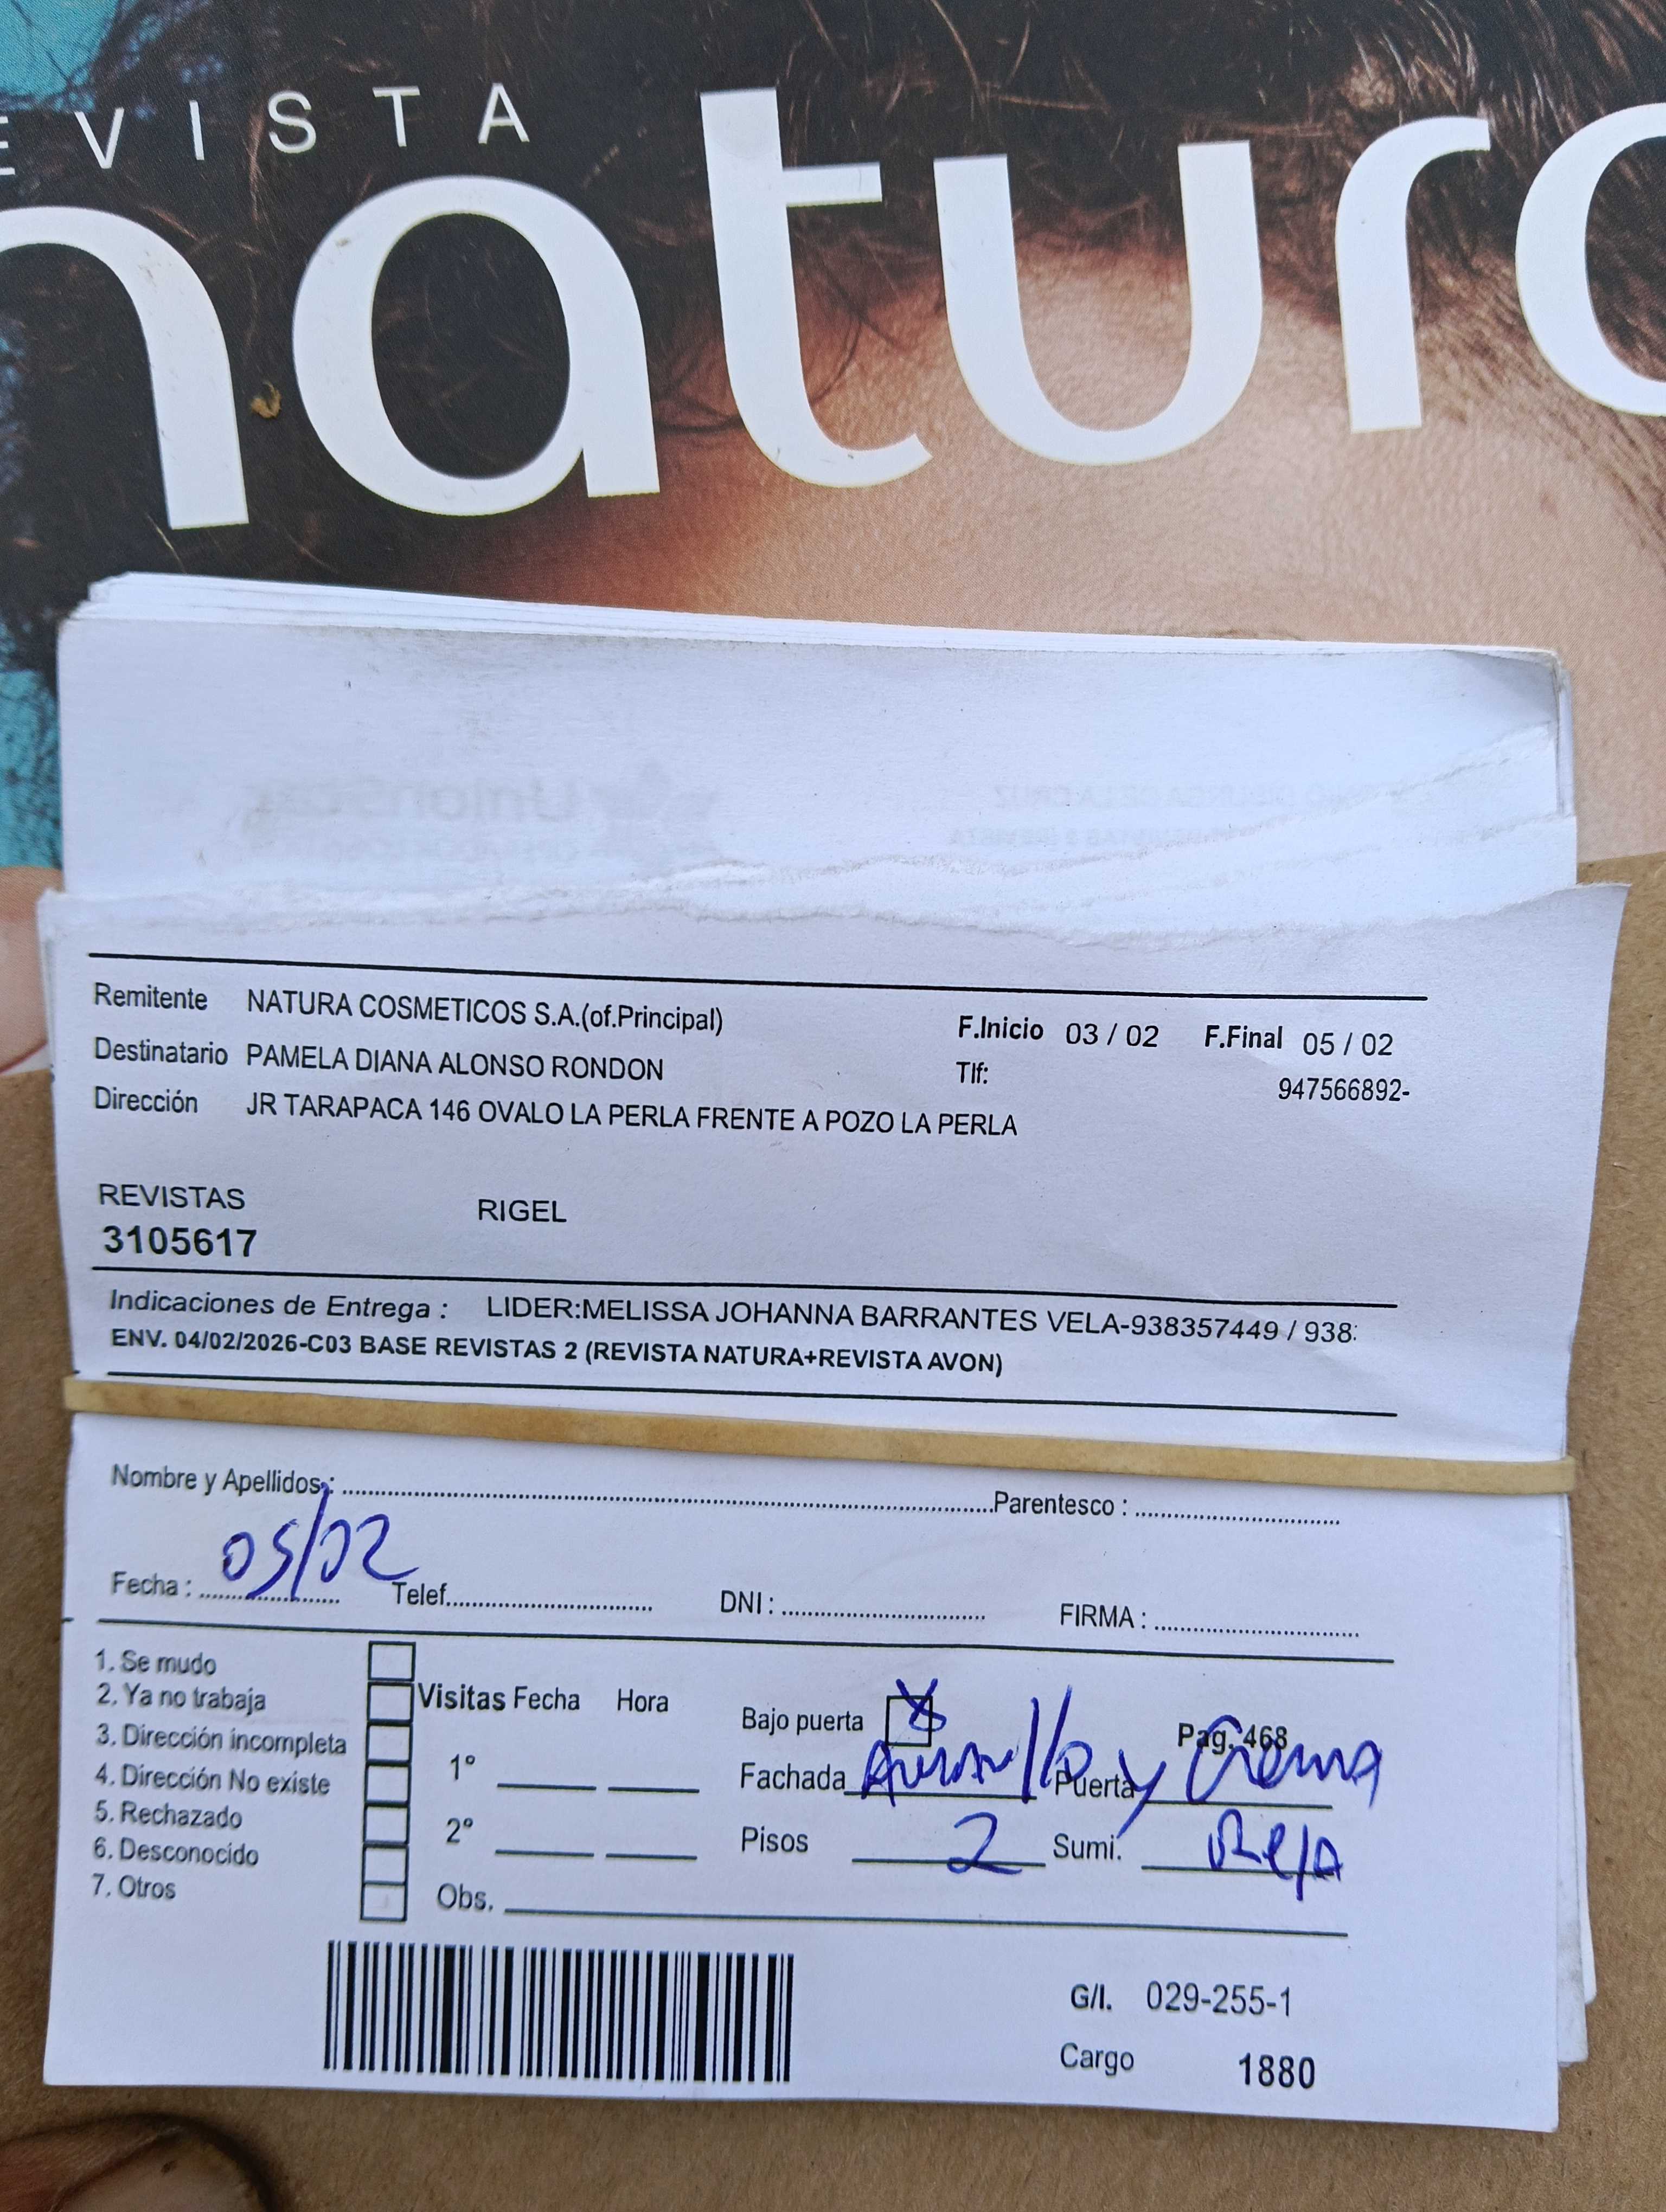 EVISTA
natura
Remitente NATURA COSMETICOS S.A.(of.Principal) F.Inicio 03 / 02 F.Final 05 / 02
Destinatario PAMELA DIANA ALONSO RONDON Tlf: 947566892-
Dirección JR TARAPACA 146 OVALO LA PERLA FRENTE A POZO LA PERLA
REVISTAS RIGEL
3105617
Indicaciones de Entrega : LIDER:MELISSA JOHANNA BARRANTES VELA-938357449 / 938
ENV. 04/02/2026-C03 BASE REVISTAS 2 (REVISTA NATURA+REVISTA AVON)
Nombre y Apellidos : Parentesco :
Fecha : 05/02 Telef. DNI : FIRMA :
1. Se mudo
2. Ya no trabaja Visitas Fecha Hora Bajo puerta X Pag. 468
3. Dirección incompleta
4. Dirección No existe 1° Fachada Amarillo y Crema Puerta
5. Rechazado
6. Desconocido 2° Pisos 2 Sumi. Reja
7. Otros Obs.
G/I. 029-255-1
Cargo 1880